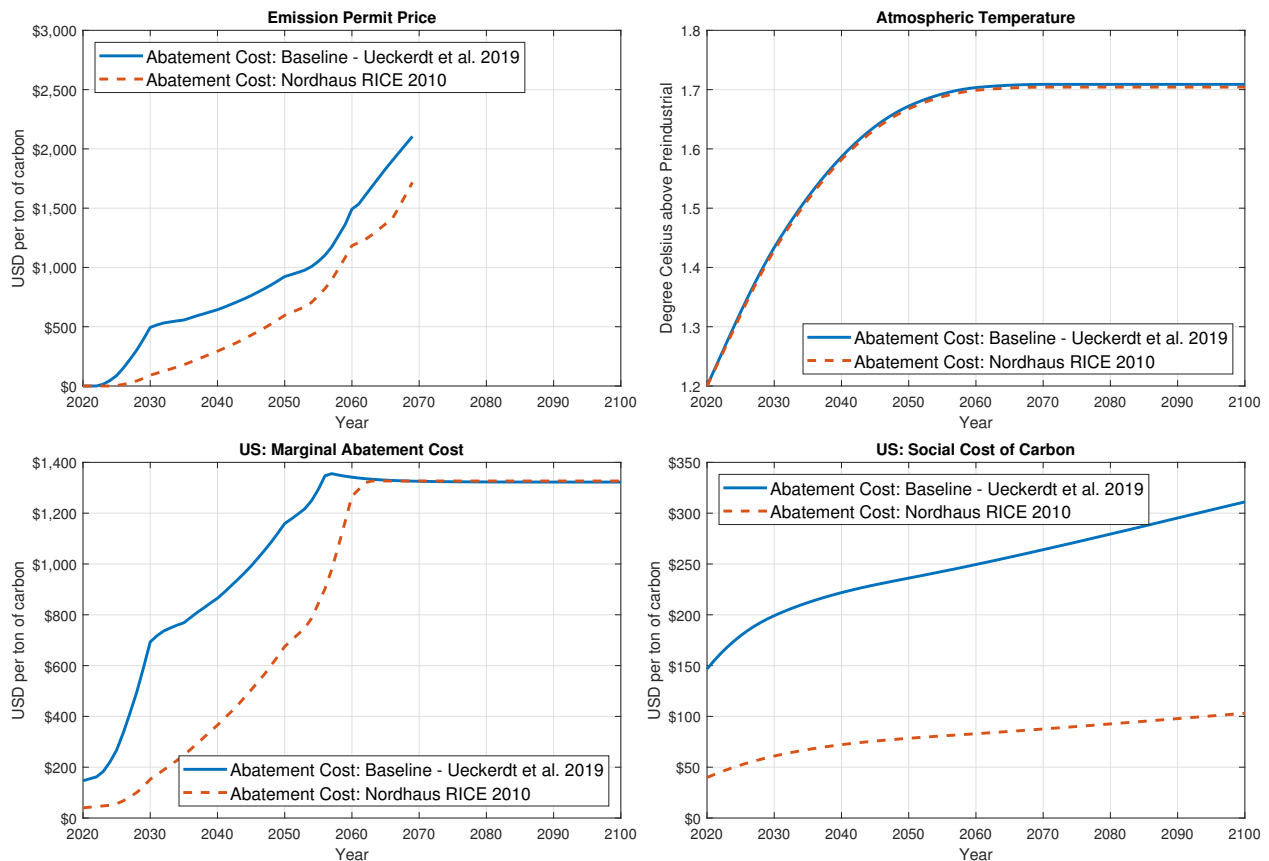 Emission Permit Price
$3,000
$2,500
$2,000
$1,500
$1,000
$500
$0
USD per ton of carbon
Abatement Cost: Baseline - Ueckerdt et al. 2019
Abatement Cost: Nordhaus RICE 2010
2020 2030 2040 2050 2060 2070 2080 2090 2100
Year
Atmospheric Temperature
1.8
1.7
1.6
1.5
1.4
1.3
1.2
Degree Celsius above Preindustrial
Abatement Cost: Baseline - Ueckerdt et al. 2019
Abatement Cost: Nordhaus RICE 2010
2020 2030 2040 2050 2060 2070 2080 2090 2100
Year
US: Marginal Abatement Cost
$1,400
$1,200
$1,000
$800
$600
$400
$200
$0
USD per ton of carbon
Abatement Cost: Baseline - Ueckerdt et al. 2019
Abatement Cost: Nordhaus RICE 2010
2020 2030 2040 2050 2060 2070 2080 2090 2100
Year
US: Social Cost of Carbon
$350
$300
$250
$200
$150
$100
$50
$0
USD per ton of carbon
Abatement Cost: Baseline - Ueckerdt et al. 2019
Abatement Cost: Nordhaus RICE 2010
2020 2030 2040 2050 2060 2070 2080 2090 2100
Year